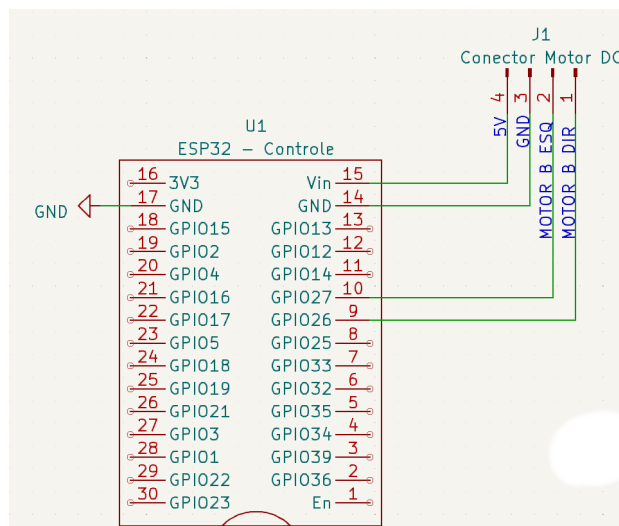 J1
Conector Motor DC
4 3 2 1
5V
GND
MOTOR B ESQ
MOTOR B DIR
U1
ESP32 – Controle
GND
16 3V3 Vin 15
17 GND GND 14
18 GPIO15 GPIO13 13
19 GPIO2 GPIO12 12
20 GPIO4 GPIO14 11
21 GPIO16 GPIO27 10
22 GPIO17 GPIO26 9
23 GPIO5 GPIO25 8
24 GPIO18 GPIO33 7
25 GPIO19 GPIO32 6
26 GPIO21 GPIO35 5
27 GPIO3 GPIO34 4
28 GPIO1 GPIO39 3
29 GPIO22 GPIO36 2
30 GPIO23 En 1